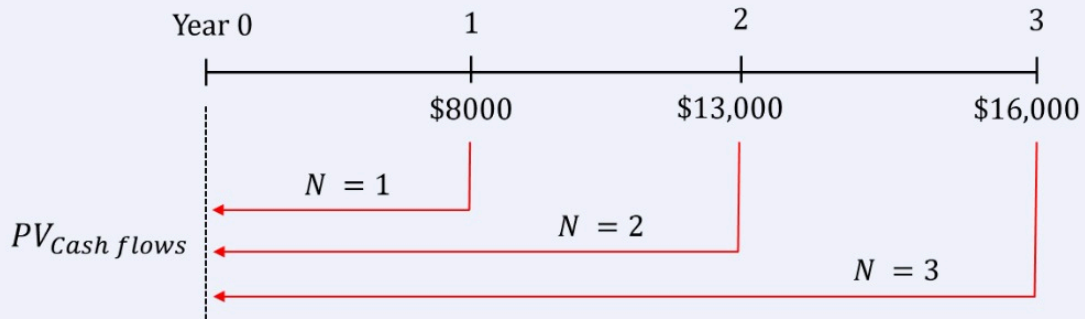 Year 0 1 2 3
$8000 $13,000 $16,000
N = 1
N = 2
PV_Cash flows
N = 3